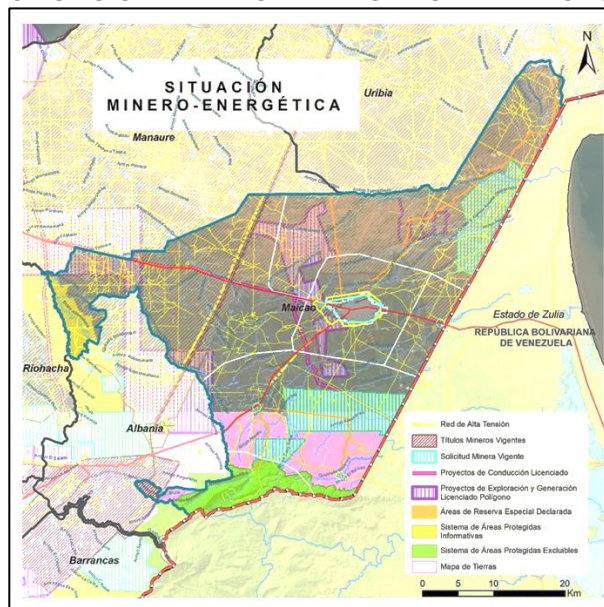 SITUACIÓN
MINERO-ENERGÉTICA
N
Uribia
Manaure
Maicao
Estado de Zulia
REPÚBLICA BOLIVARIANA
DE VENEZUELA
Riohacha
Albania
Barrancas
Red de Alta Tensión
Títulos Mineros Vigentes
Solicitud Minera Vigente
Proyectos de Conducción Licenciado
Proyectos de Exploración y Generación
Licenciado Polígono
Áreas de Reserva Especial Declarada
Sistema de Áreas Protegidas
Informativas
Sistema de Áreas Protegidas Excluibles
Mapa de Tierras
0 5 10 20
Km